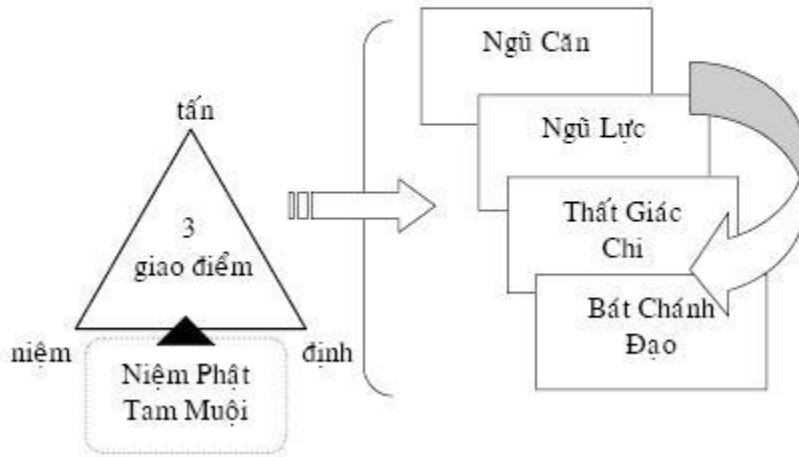 tấn
3
giao điểm
niệm
định
Niệm Phật
Tam Muội
Ngũ Căn
Ngũ Lực
Thất Giác
Chi
Bát Chánh
Đạo